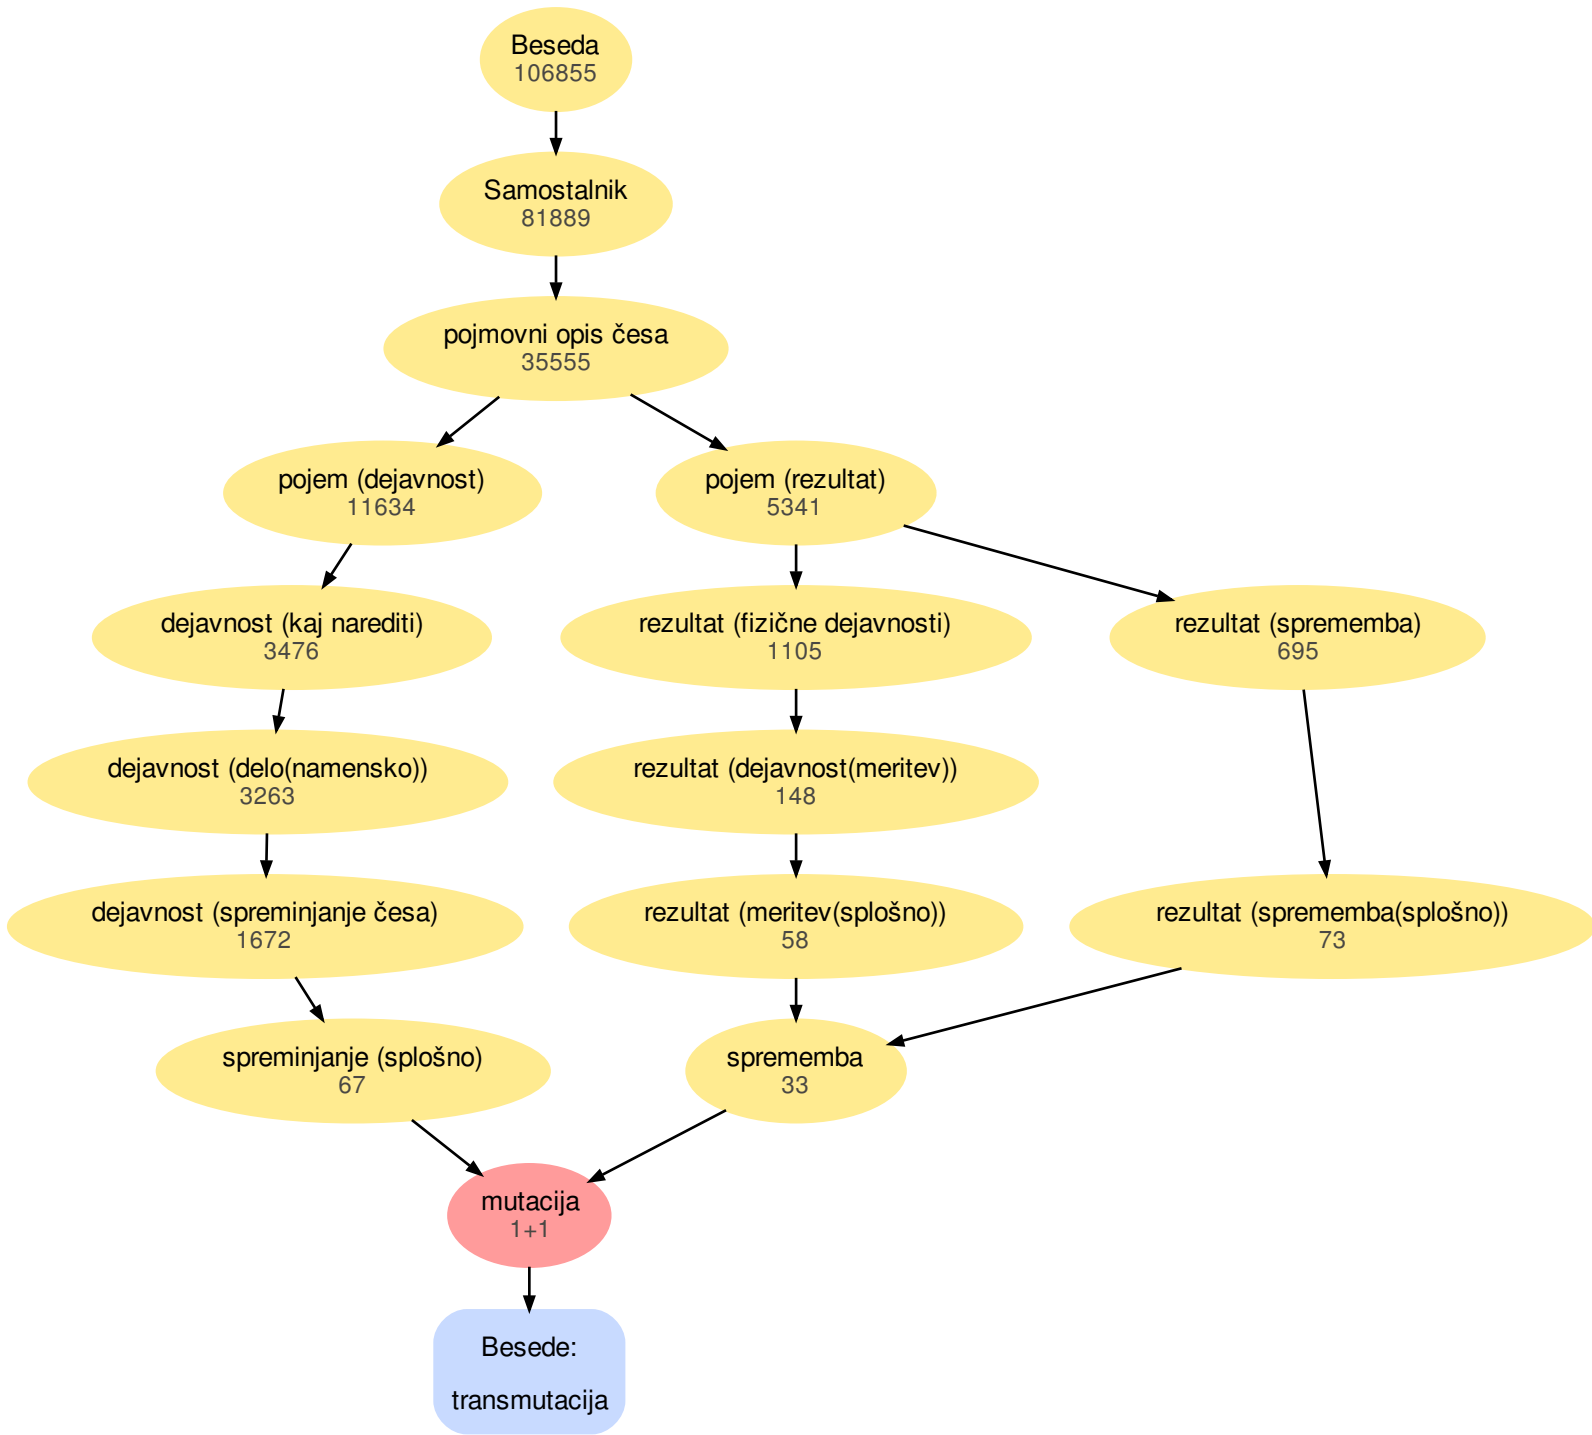 Beseda
106855
Samostalnik
81889
pojmovni opis česa
35555
pojem (dejavnost)
11634
pojem (rezultat)
5341
dejavnost (kaj narediti)
3476
rezultat (fizične dejavnosti)
1105
rezultat (sprememba)
695
dejavnost (delo(namensko))
3263
rezultat (dejavnost(meritev))
148
dejavnost (spreminjanje česa)
1672
rezultat (meritev(splošno))
58
rezultat (sprememba(splošno))
73
spreminjanje (splošno)
67
sprememba
33
mutacija
1+1
Besede:
transmutacija